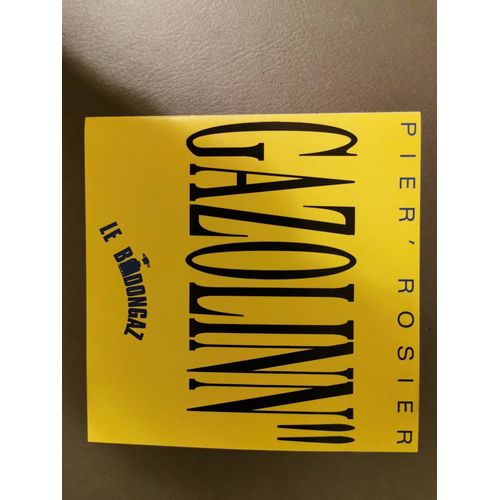 PIER' ROSIER
GAZOLINN"
LE BIDONGAZ